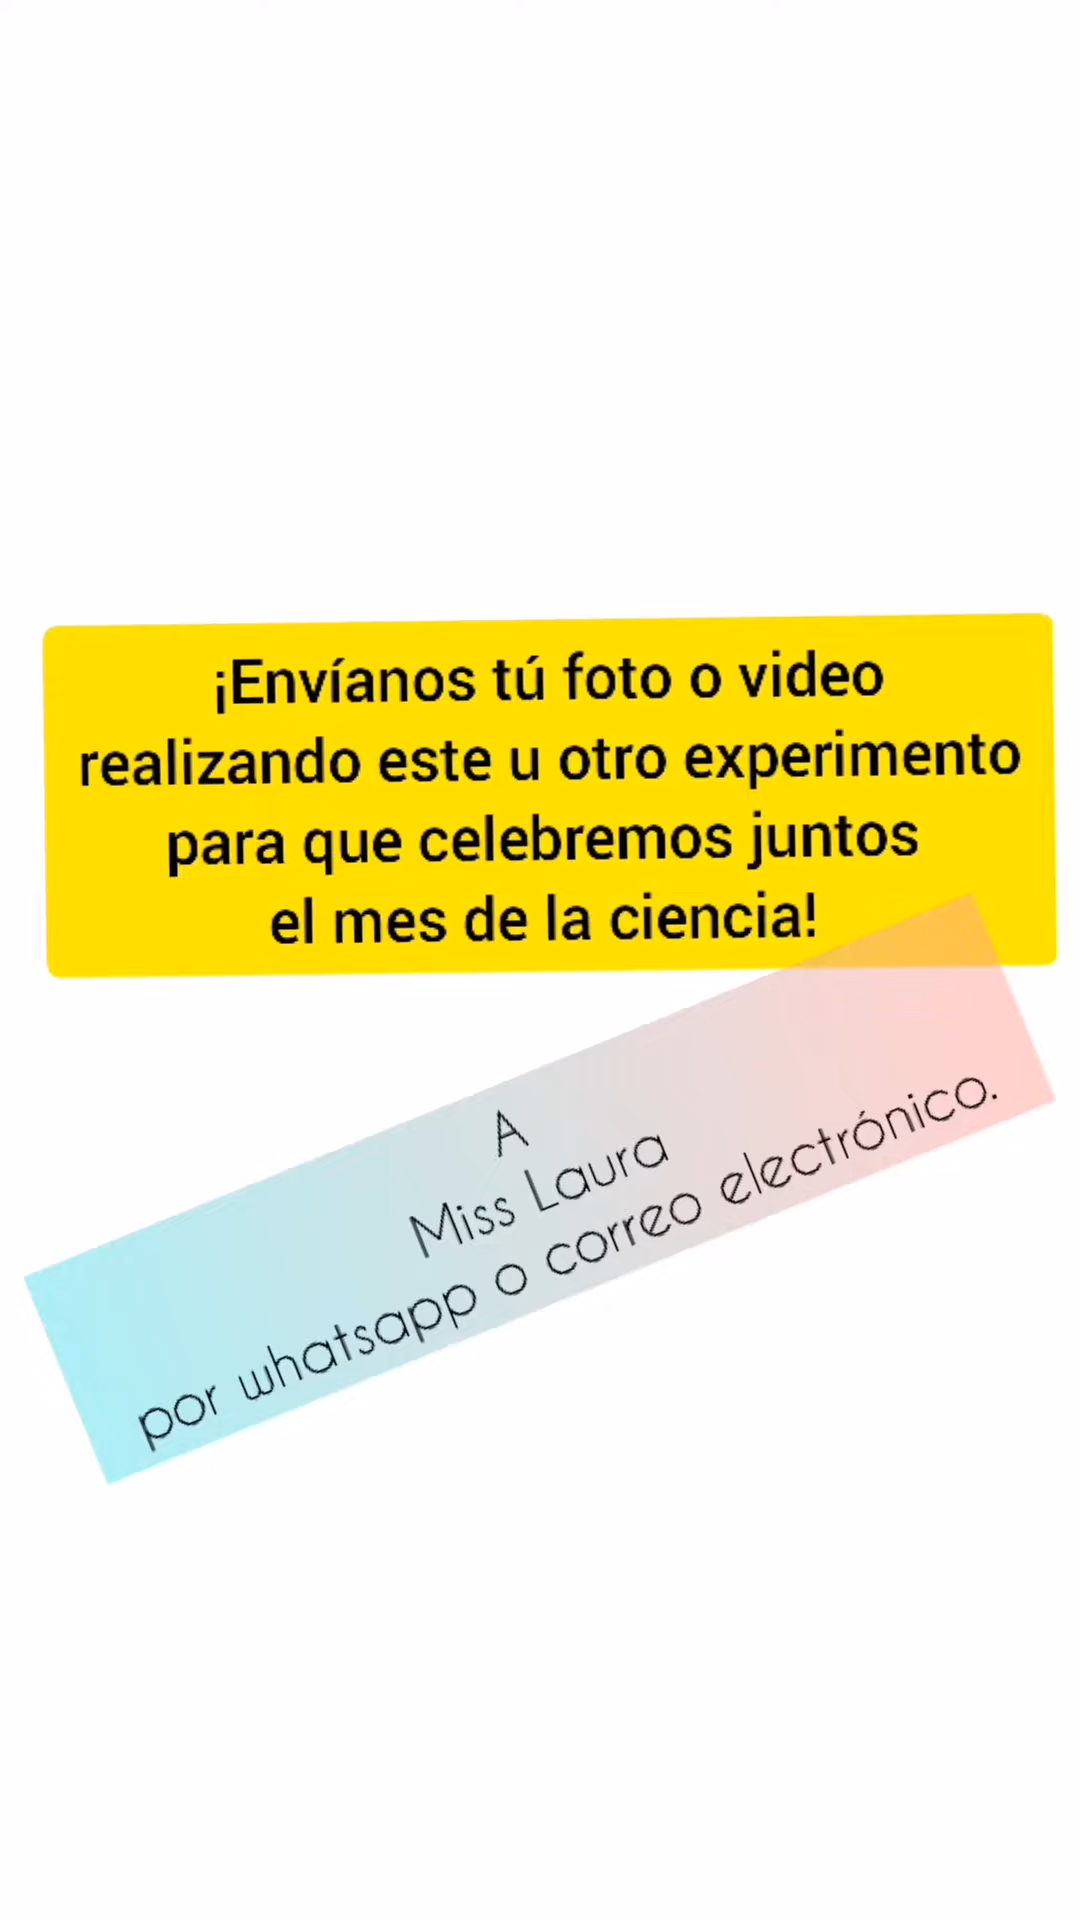 ¡Envíanos tú foto o video
realizando este u otro experimento
para que celebremos juntos
el mes de la ciencia!
A
Miss Laura
por whatsapp o correo electrónico.